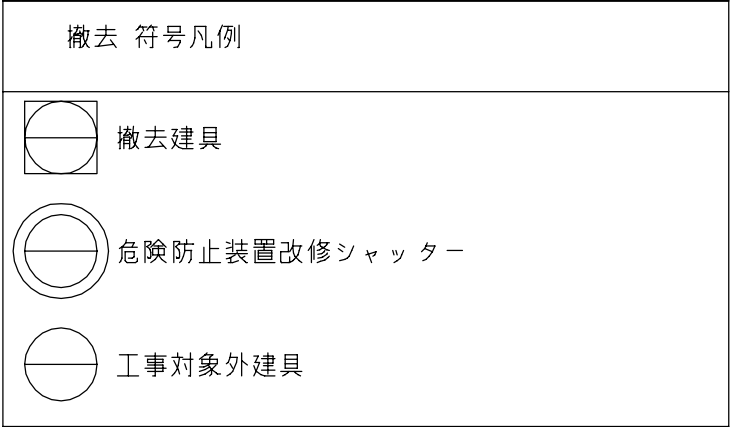 撤去 符号凡例
撤去建具
危険防止装置改修シャッター
工事対象外建具